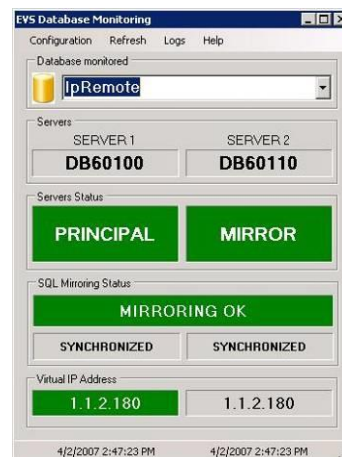 EVS Database Monitoring
Configuration Refresh Logs Help
Database monitored
IpRemote
Servers
SERVER 1 SERVER 2
DB60100 DB60110
Servers Status
PRINCIPAL MIRROR
SQL Mirroring Status
MIRRORING OK
SYNCHRONIZED SYNCHRONIZED
Virtual IP Address
1.1.2.180 1.1.2.180
4/2/2007 2:47:23 PM 4/2/2007 2:47:23 PM